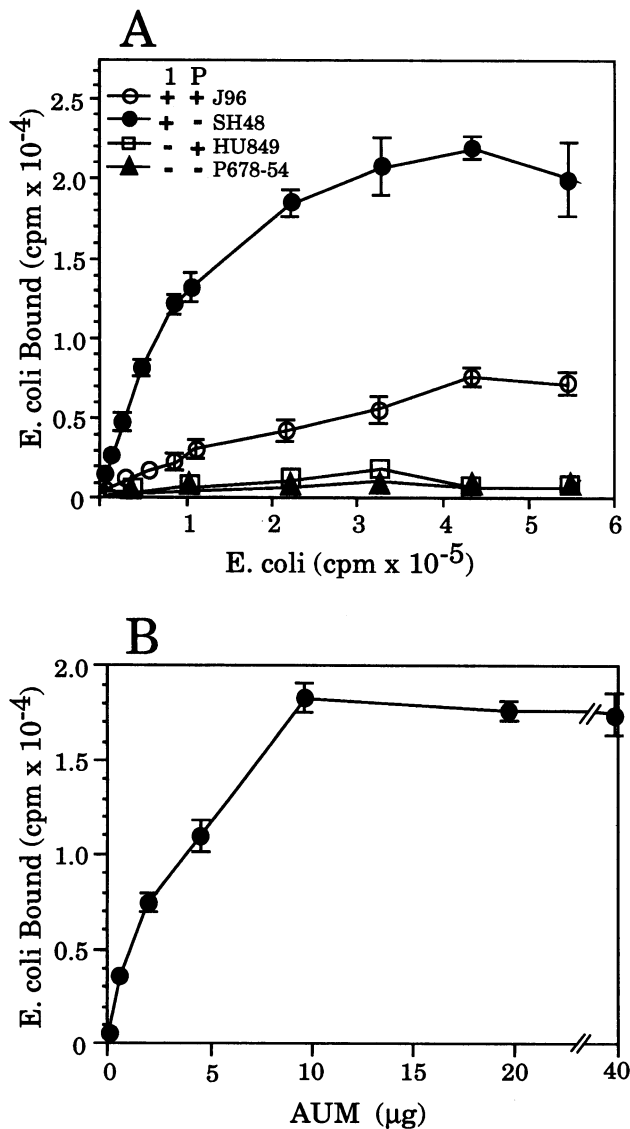 A
1 P
+ + J96
+ - SH48
- + HU849
- - P678-54
2.5
2.0
1.5
1.0
0.5
0
E. coli Bound (cpm x 10-4)
1 2 3 4 5 6
E. coli (cpm x 10-5)
B
2.0
1.5
1.0
0.5
0
E. coli Bound (cpm x 10-4)
0 5 10 20 40
AUM (μg)